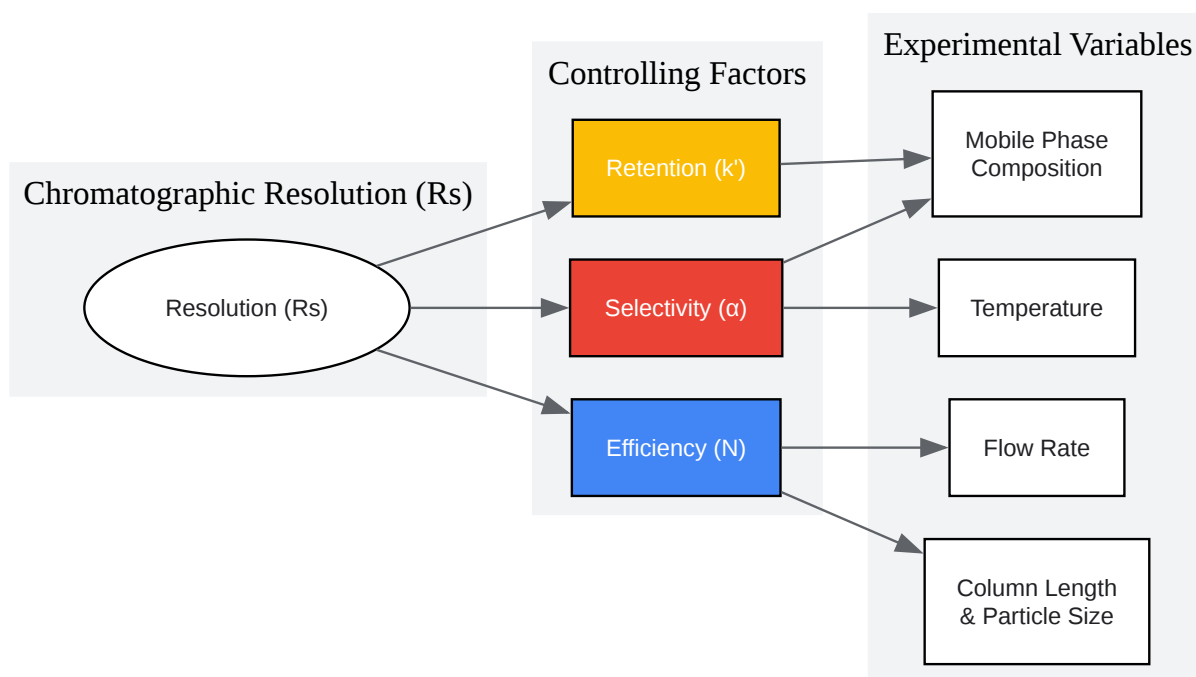 Chromatographic Resolution (Rs)
Resolution (Rs)
Controlling Factors
Retention (k')
Selectivity (α)
Efficiency (N)
Experimental Variables
Mobile Phase
Composition
Temperature
Flow Rate
Column Length
& Particle Size